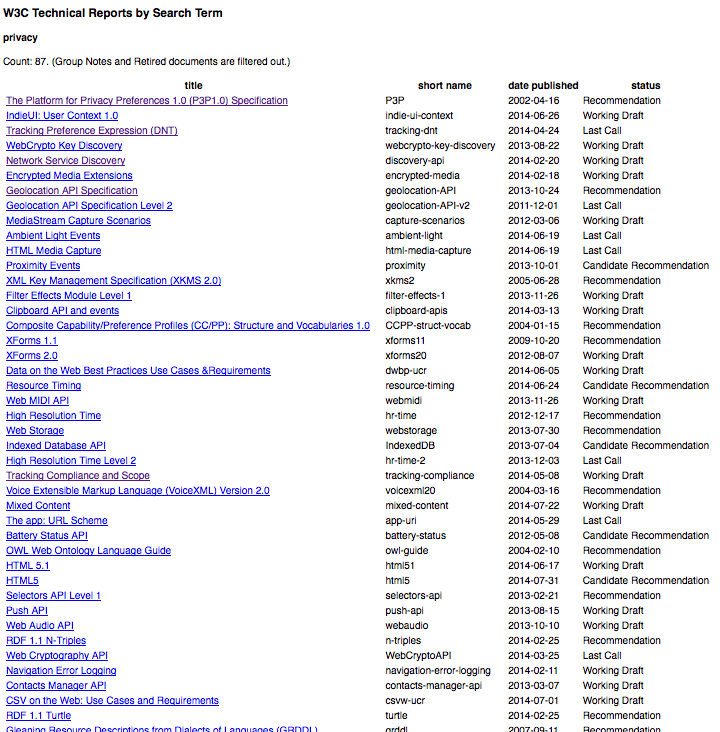 W3C Technical Reports by Search Term
privacy
Count: 87. (Group Notes and Retired documents are filtered out.)
title short name date published status
The Platform for Privacy Preferences 1.0 (P3P1.0) Specification P3P 2002-04-16 Recommendation
IndieUI: User Context 1.0 indie-ui-context 2014-06-26 Working Draft
Tracking Preference Expression (DNT) tracking-dnt 2014-04-24 Last Call
WebCrypto Key Discovery webcrypto-key-discovery 2013-08-22 Working Draft
Network Service Discovery discovery-api 2014-02-20 Working Draft
Encrypted Media Extensions encrypted-media 2014-02-18 Working Draft
Geolocation API Specification geolocation-API 2013-10-24 Recommendation
Geolocation API Specification Level 2 geolocation-API-v2 2011-12-01 Last Call
MediaStream Capture Scenarios capture-scenarios 2012-03-06 Working Draft
Ambient Light Events ambient-light 2014-06-19 Last Call
HTML Media Capture html-media-capture 2014-06-19 Last Call
Proximity Events proximity 2013-10-01 Candidate Recommendation
XML Key Management Specification (XKMS 2.0) xkms2 2005-06-28 Recommendation
Filter Effects Module Level 1 filter-effects-1 2013-11-26 Working Draft
Clipboard API and events clipboard-apis 2014-03-13 Working Draft
Composite Capability/Preference Profiles (CC/PP): Structure and Vocabularies 1.0 CCPP-struct-vocab 2004-01-15 Recommendation
XForms 1.1 xforms11 2009-10-20 Recommendation
XForms 2.0 xforms20 2012-08-07 Working Draft
Data on the Web Best Practices Use Cases &Requirements dwbp-ucr 2014-06-05 Working Draft
Resource Timing resource-timing 2014-06-24 Candidate Recommendation
Web MIDI API webmidi 2013-11-26 Working Draft
High Resolution Time hr-time 2012-12-17 Recommendation
Web Storage webstorage 2013-07-30 Recommendation
Indexed Database API IndexedDB 2013-07-04 Candidate Recommendation
High Resolution Time Level 2 hr-time-2 2013-12-03 Last Call
Tracking Compliance and Scope tracking-compliance 2014-05-08 Working Draft
Voice Extensible Markup Language (VoiceXML) Version 2.0 voicexml20 2004-03-16 Recommendation
Mixed Content mixed-content 2014-07-22 Working Draft
The app: URL Scheme app-uri 2014-05-29 Last Call
Battery Status API battery-status 2012-05-08 Candidate Recommendation
OWL Web Ontology Language Guide owl-guide 2004-02-10 Recommendation
HTML 5.1 html51 2014-06-17 Working Draft
HTML5 html5 2014-07-31 Candidate Recommendation
Selectors API Level 1 selectors-api 2013-02-21 Recommendation
Push API push-api 2013-08-15 Working Draft
Web Audio API webaudio 2013-10-10 Working Draft
RDF 1.1 N-Triples n-triples 2014-02-25 Recommendation
Web Cryptography API WebCryptoAPI 2014-03-25 Last Call
Navigation Error Logging navigation-error-logging 2014-02-11 Working Draft
Contacts Manager API contacts-manager-api 2013-03-07 Working Draft
CSV on the Web: Use Cases and Requirements csvw-ucr 2014-07-01 Working Draft
RDF 1.1 Turtle turtle 2014-02-25 Recommendation
Gleaning Resource Descriptions from Dialects of Languages (GRDDL) grddl 2007-09-11 Recommendation